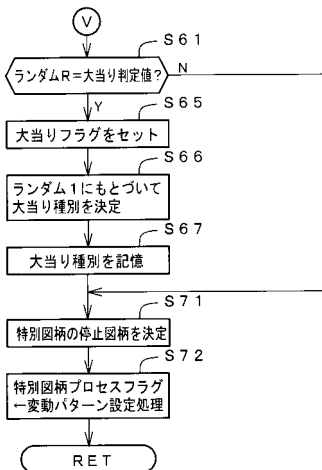 V
S61
ランダムR=大当り判定値?
N
Y
S65
大当りフラグをセット
S66
ランダム1にもとづいて
大当り種別を決定
S67
大当り種別を記憶
S71
特別図柄の停止図柄を決定
S72
特別図柄プロセスフラグ
←変動パターン設定処理
RET